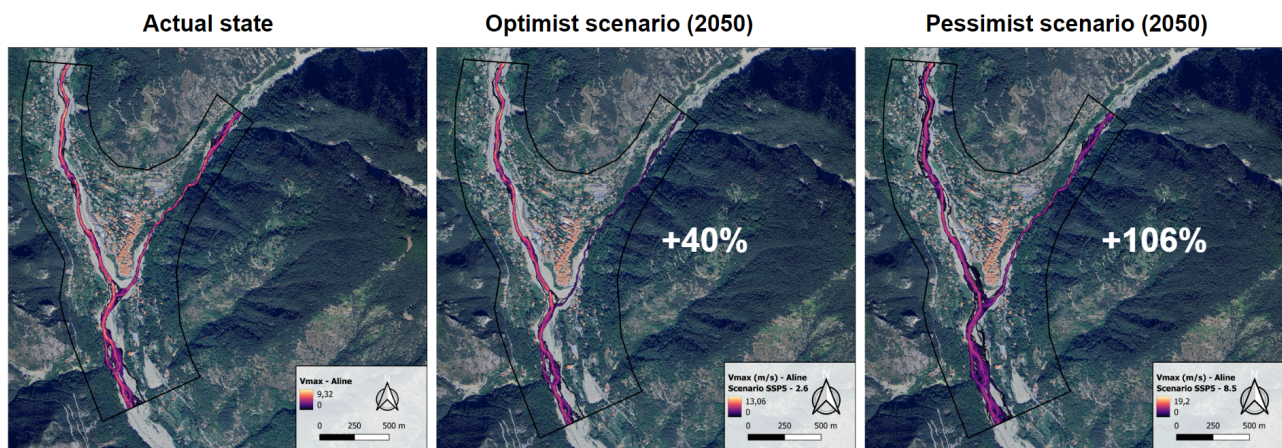 Actual state
Optimist scenario (2050)
Pessimist scenario (2050)
+40%
+106%
Vmax - Aline
9,32
0
0 250 500 m
Vmax (m/s) - Aline
Scenario SSP5 - 2.6
13,06
0
0 250 500 m
Vmax (m/s) - Aline
Scenario SSP5 - 8.5
19,2
0
0 250 500 m